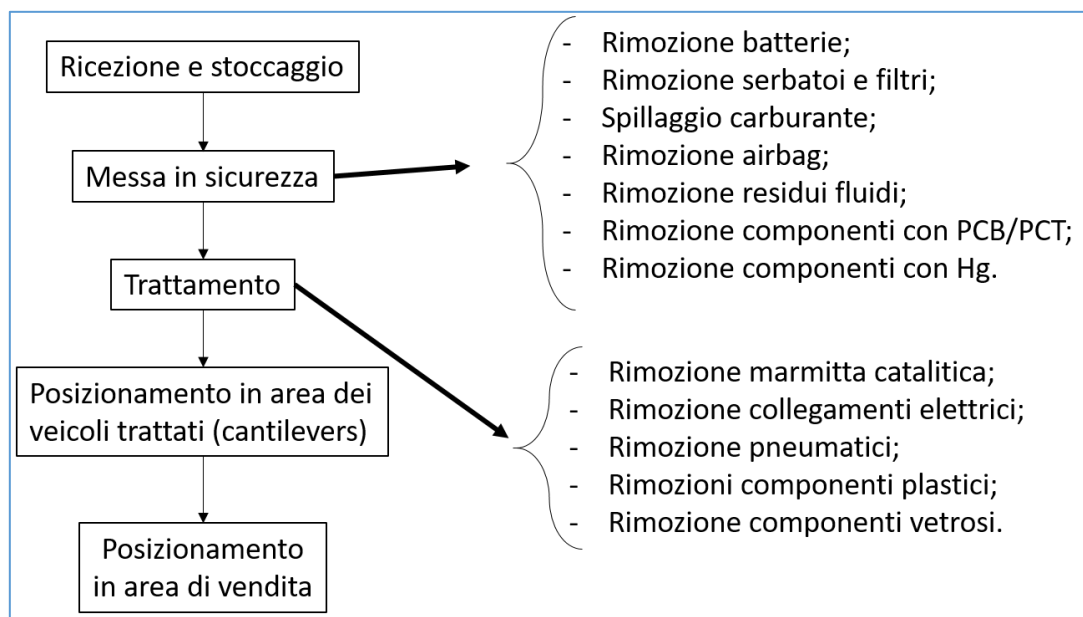 Ricezione e stoccaggio
Messa in sicurezza
Trattamento
Posizionamento in area dei
veicoli trattati (cantilevers)
Posizionamento
in area di vendita
- Rimozione batterie;
- Rimozione serbatoi e filtri;
- Spillaggio carburante;
- Rimozione airbag;
- Rimozione residui fluidi;
- Rimozione componenti con PCB/PCT;
- Rimozione componenti con Hg.
- Rimozione marmitta catalitica;
- Rimozione collegamenti elettrici;
- Rimozione pneumatici;
- Rimozioni componenti plastici;
- Rimozione componenti vetrosi.